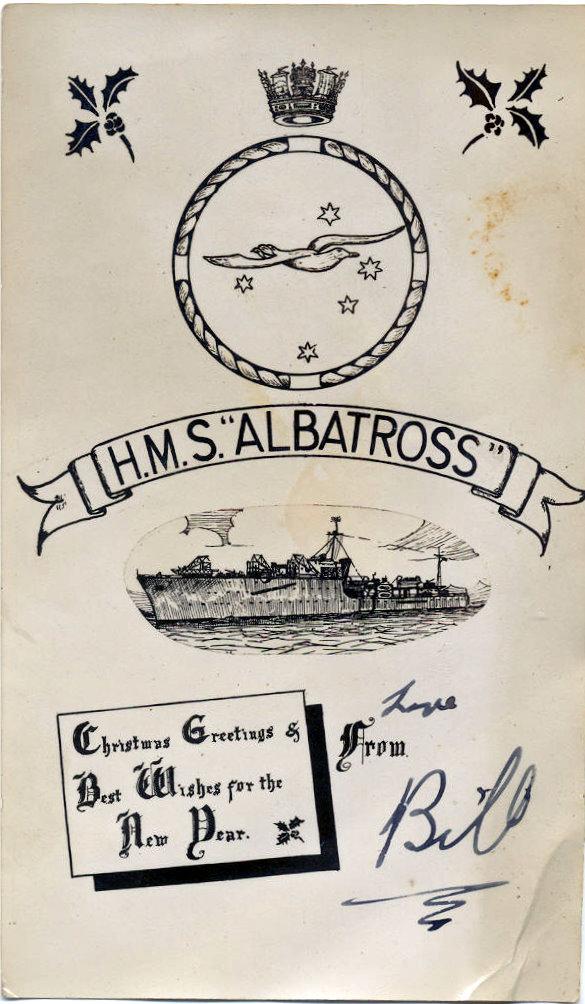 H.M.S. "ALBATROSS"
Christmas Greetings &
Best Wishes for the
New Year.
Love
From
Bill